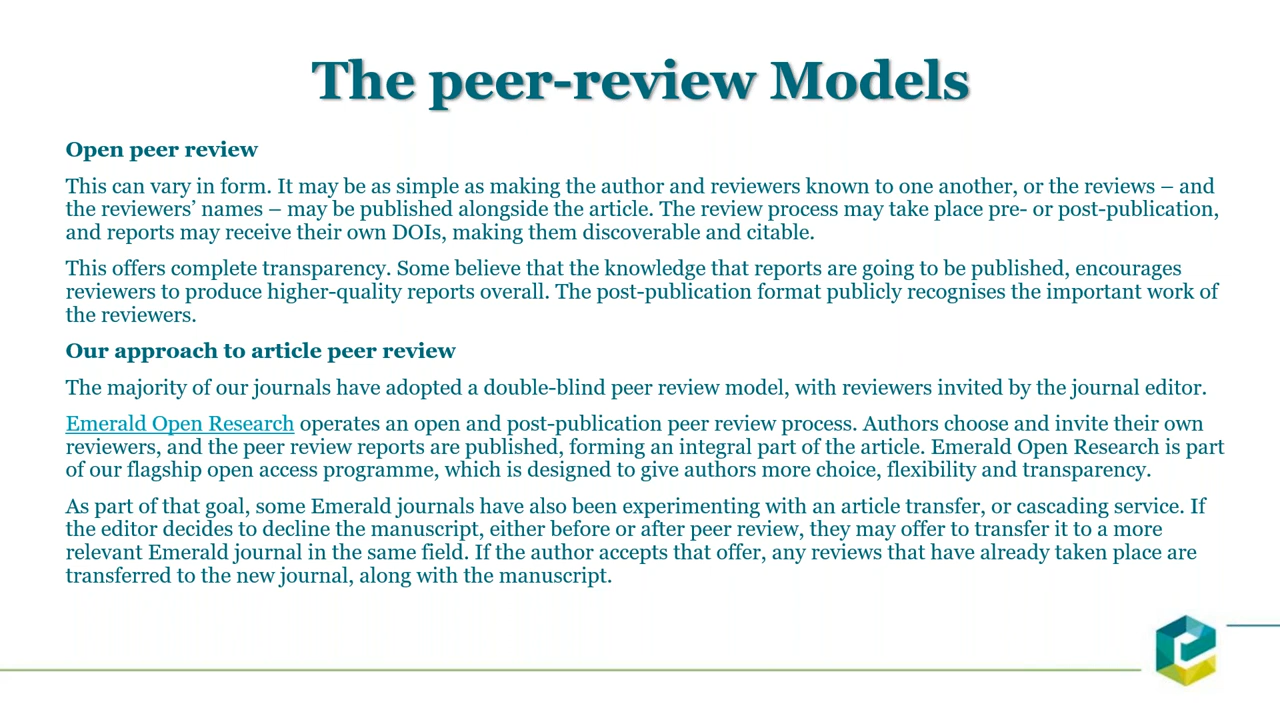 The peer-review Models
Open peer review
This can vary in form. It may be as simple as making the author and reviewers known to one another, or the reviews – and
the reviewers’ names – may be published alongside the article. The review process may take place pre- or post-publication,
and reports may receive their own DOIs, making them discoverable and citable.
This offers complete transparency. Some believe that the knowledge that reports are going to be published, encourages
reviewers to produce higher-quality reports overall. The post-publication format publicly recognises the important work of
the reviewers.
Our approach to article peer review
The majority of our journals have adopted a double-blind peer review model, with reviewers invited by the journal editor.
Emerald Open Research operates an open and post-publication peer review process. Authors choose and invite their own
reviewers, and the peer review reports are published, forming an integral part of the article. Emerald Open Research is part
of our flagship open access programme, which is designed to give authors more choice, flexibility and transparency.
As part of that goal, some Emerald journals have also been experimenting with an article transfer, or cascading service. If
the editor decides to decline the manuscript, either before or after peer review, they may offer to transfer it to a more
relevant Emerald journal in the same field. If the author accepts that offer, any reviews that have already taken place are
transferred to the new journal, along with the manuscript.